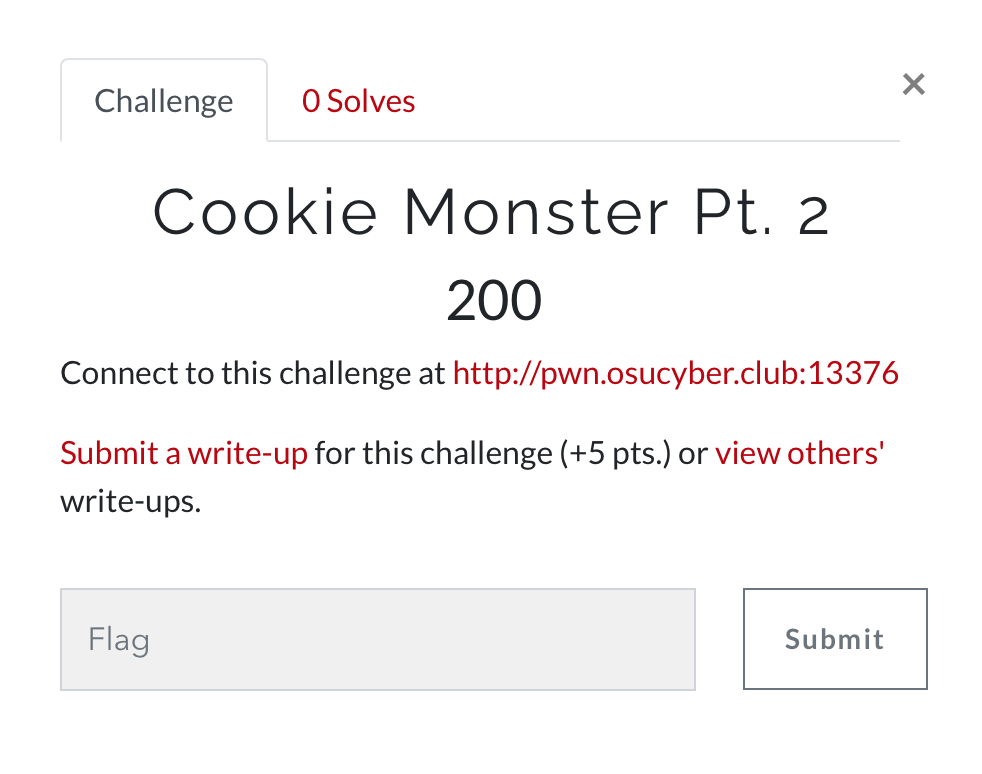 Challenge
0 Solves
×
Cookie Monster Pt. 2
200
Connect to this challenge at http://pwn.osucyber.club:13376
Submit a write-up for this challenge (+5 pts.) or view others'
write-ups.
Flag
Submit